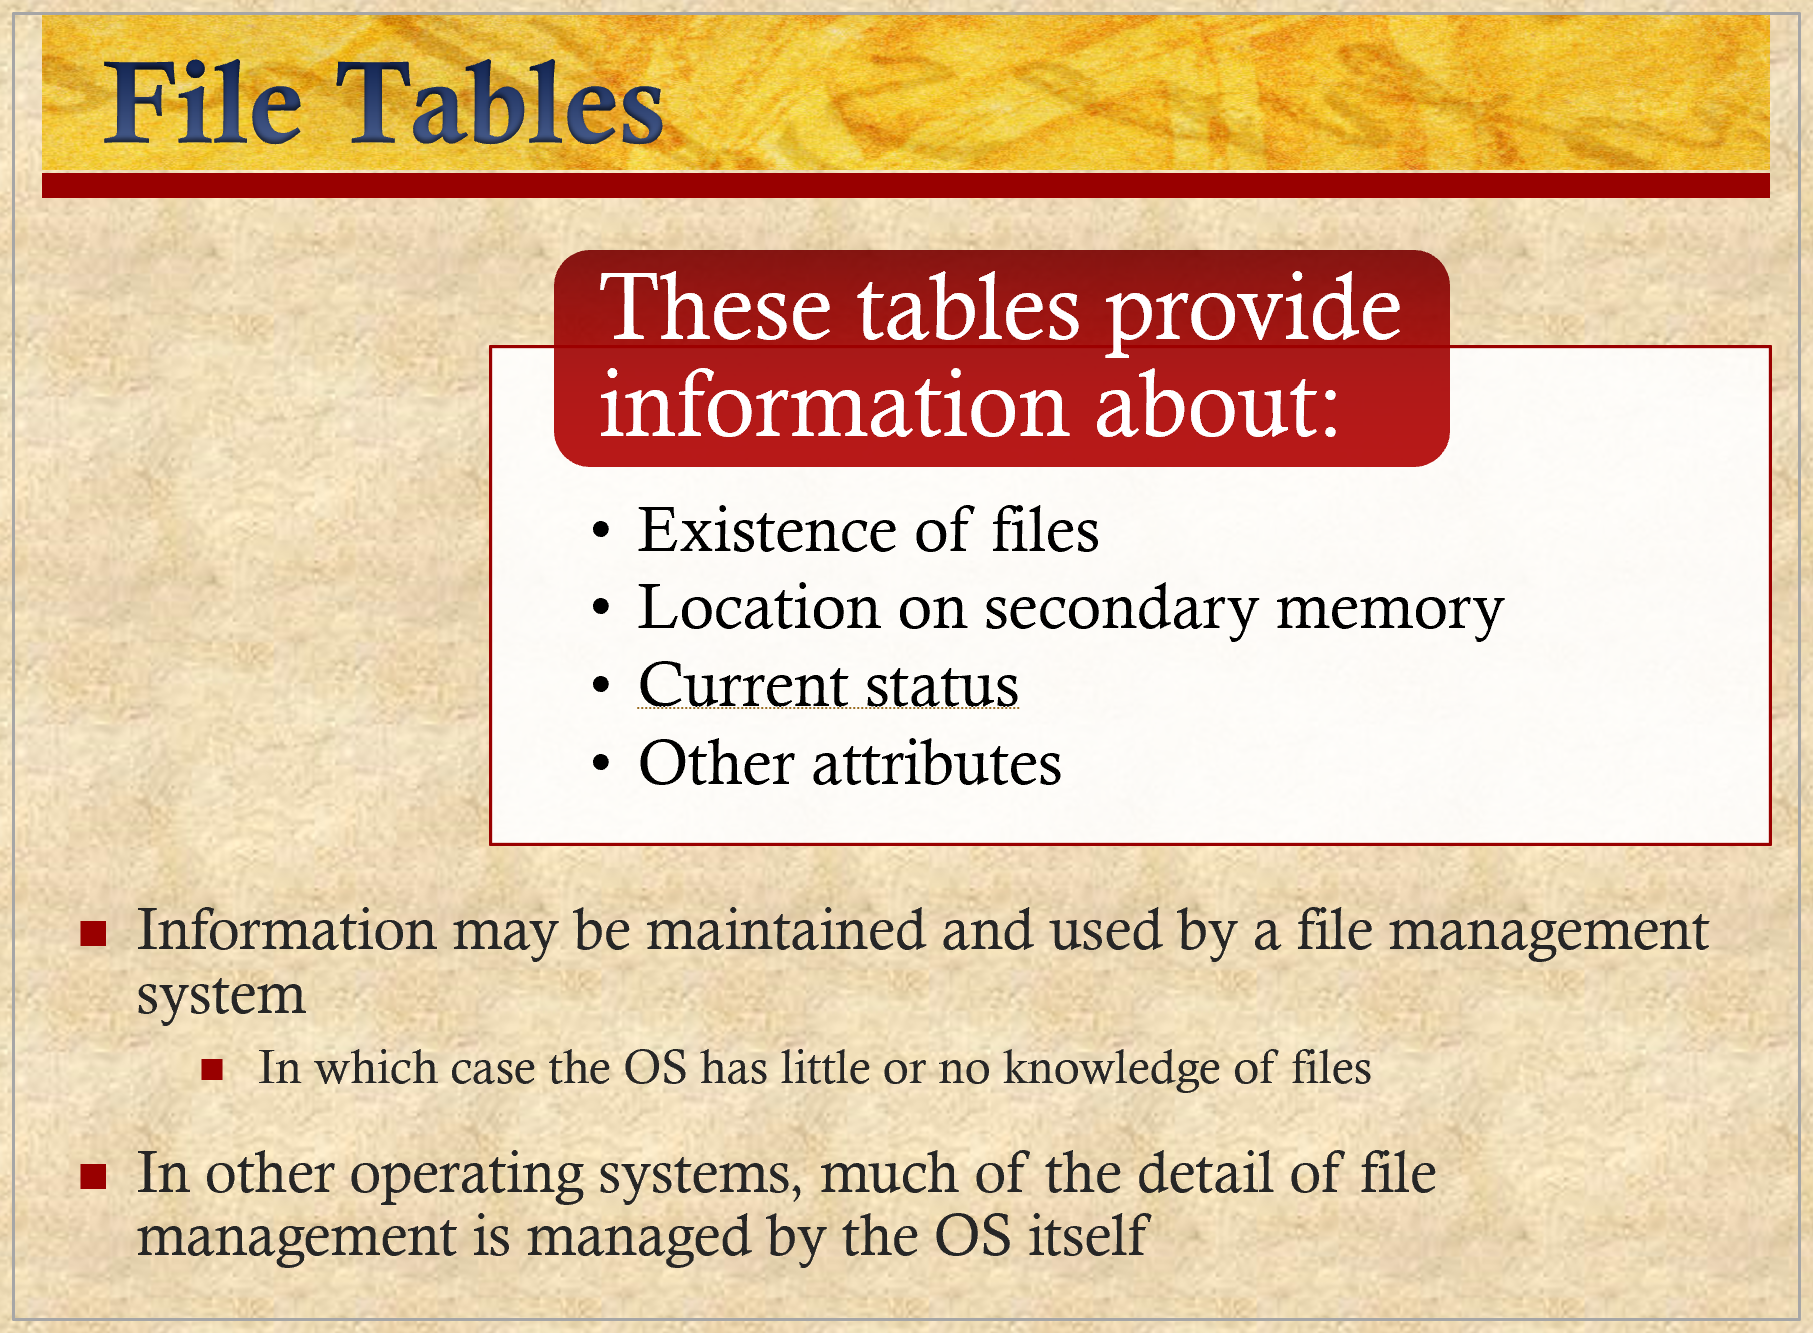 File Tables
These tables provide
information about:
• Existence of files
• Location on secondary memory
• Current status
• Other attributes
■ Information may be maintained and used by a file management
system
■ In which case the OS has little or no knowledge of files
■ In other operating systems, much of the detail of file
management is managed by the OS itself